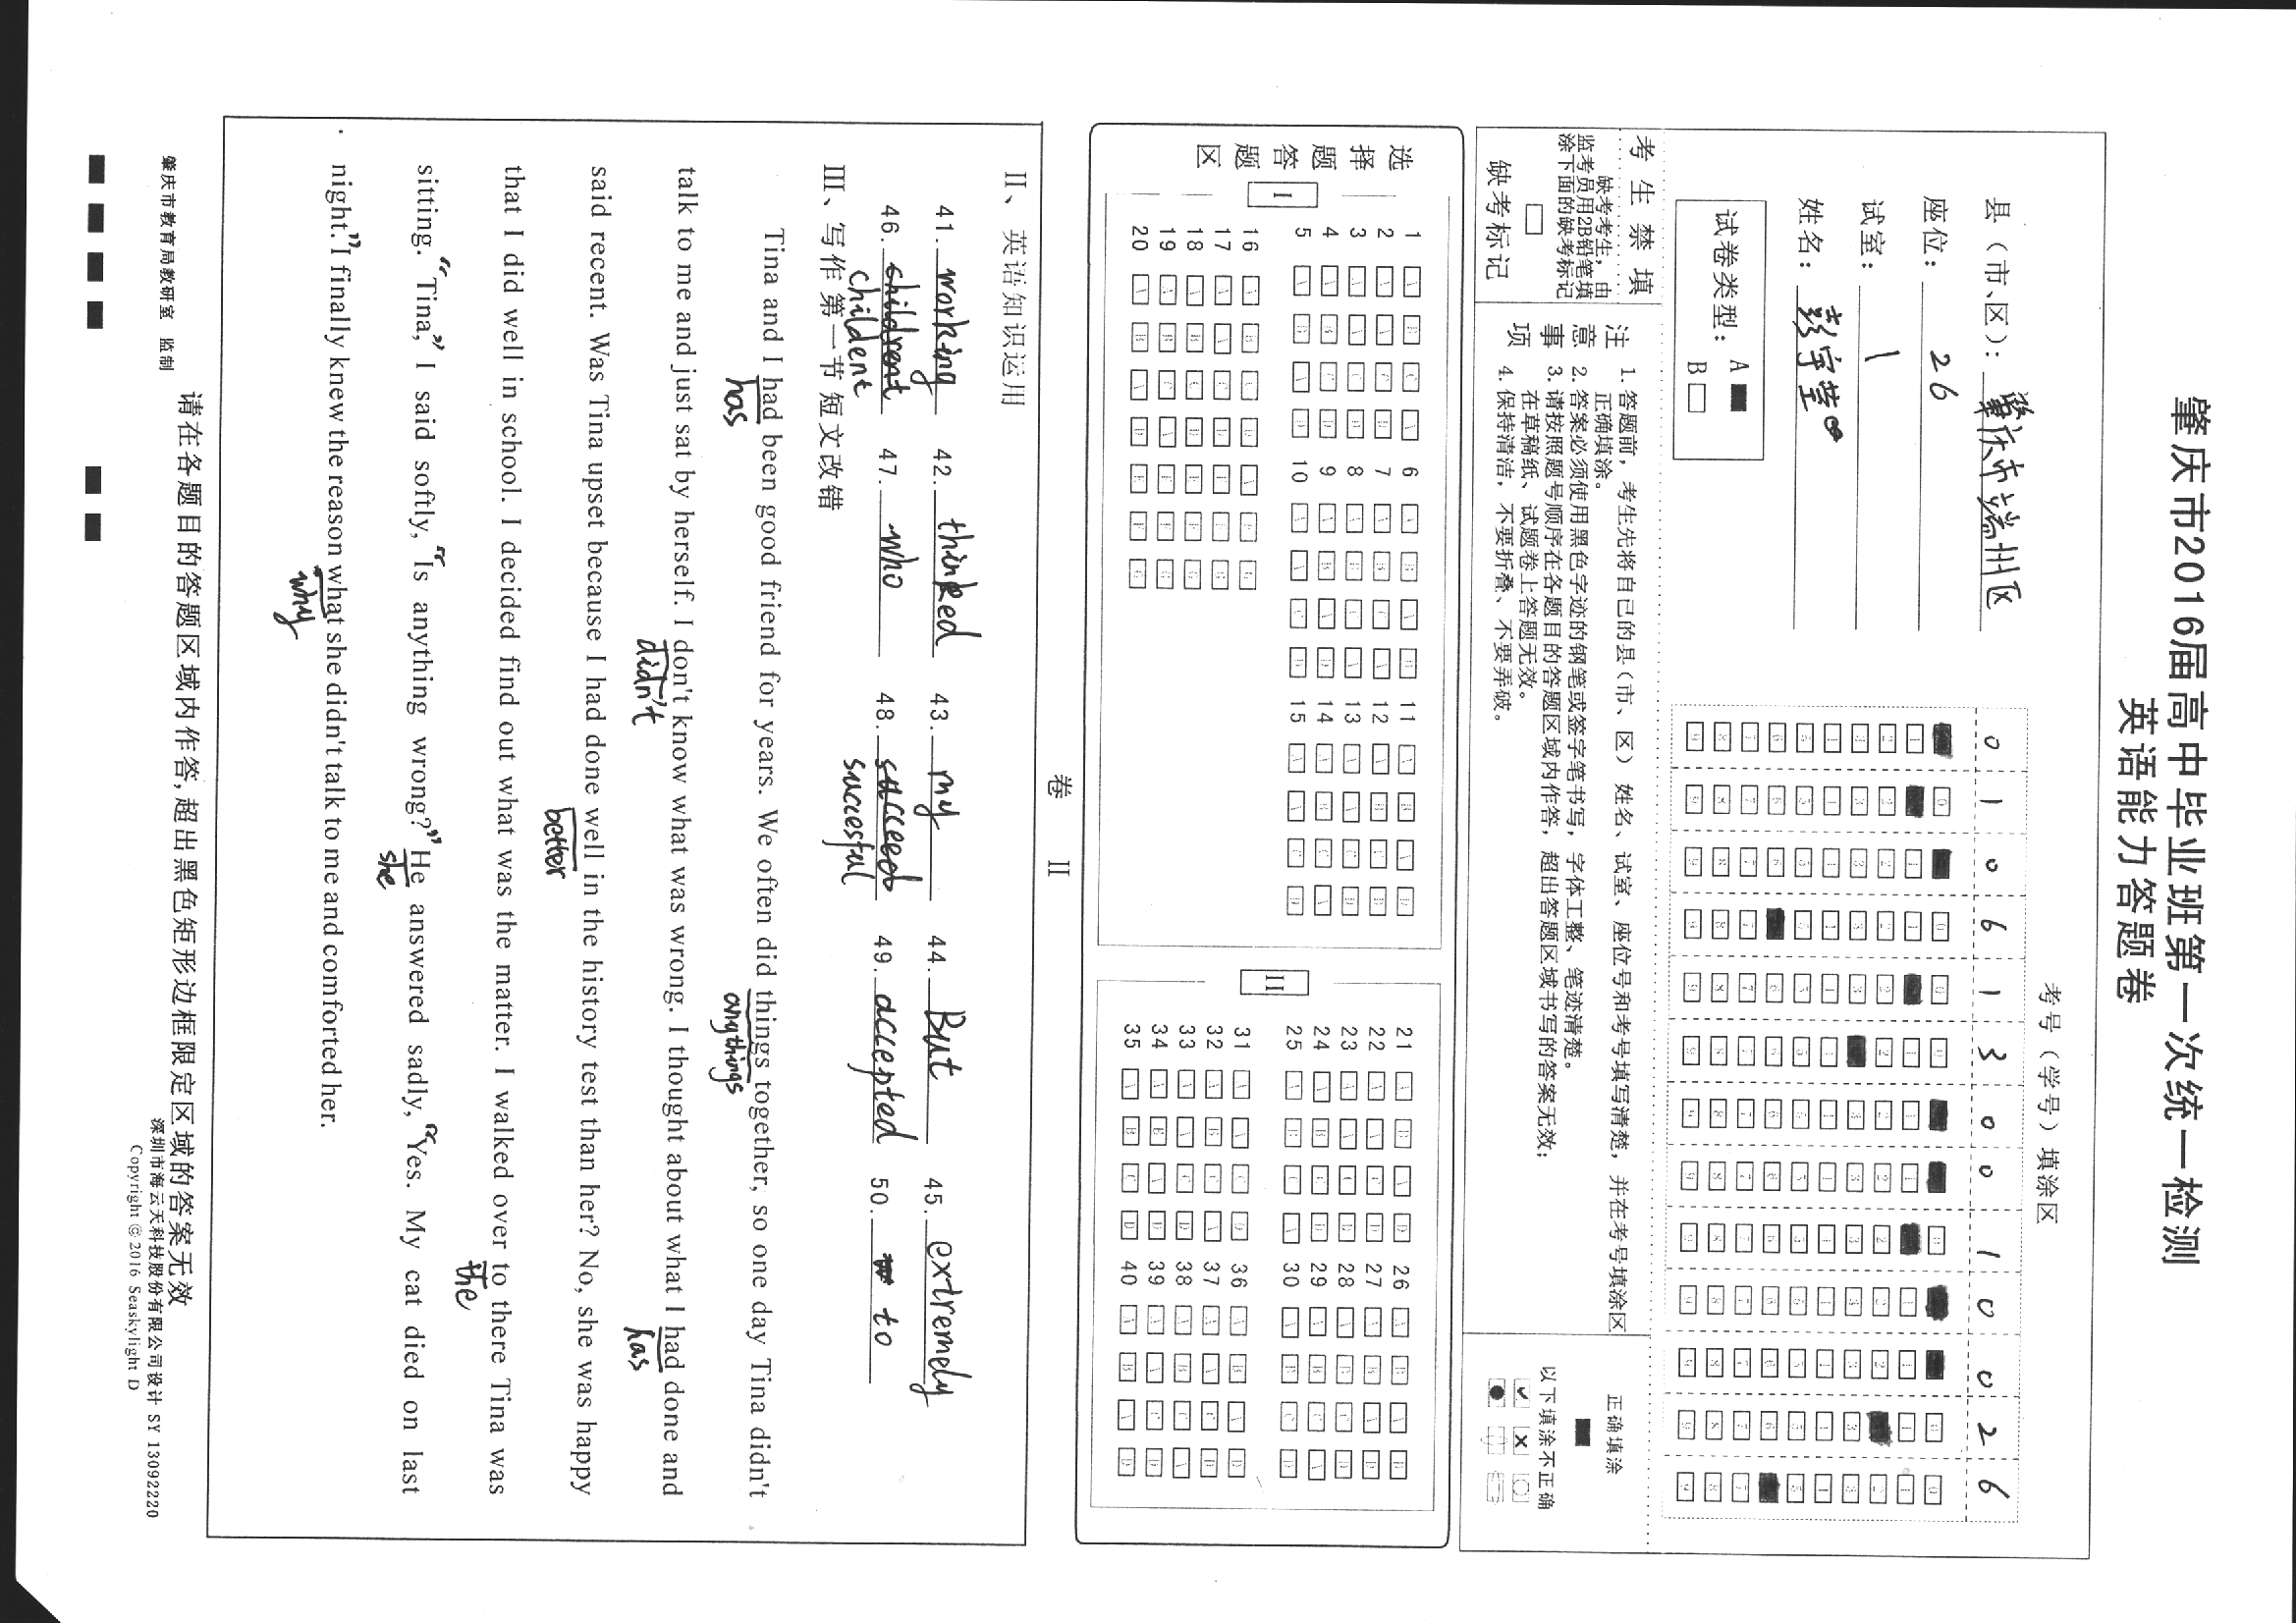 肇庆市2016届高中毕业班第一次统一检测
英语能力答题卷
县（市、区）：肇庆市端州区
座位：26
试室：1
姓名：
试卷类型：A B
考号（学号）填涂区
0 1 0 6 1 3 0 0 1 0 0 2 6
考生禁填
缺考考生，由
监考员用2B铅笔填
涂下面的缺考标记
缺考标记
注意事项
1. 答题前，考生先将自己的县（市、区） 姓名、试室、座位号和考号填写清楚，并在考号填涂区
正确填涂。
2. 答案必须使用黑色字迹的钢笔或签字笔书写，字体工整、笔迹清楚。
3. 请按照题号顺序在各题目的答题区域内作答，超出答题区域书写的答案无效；
在草稿纸、试题卷上答题无效。
4. 保持清洁，不要折叠、不要弄破。
正确填涂
以下填涂不正确
选择题答题区
I
1 6 11
2 7 12
3 8 13
4 9 14
5 10 15
16
17
18
19
20
II
21 26
22 27
23 28
24 29
25 30
31 36
32 37
33 38
34 39
35 40
卷 II
II、英语知识运用
41. working 42. thinked 43. my 44. But 45. extremely
46. childrent 47. who 48. succeed 49. accepted 50. to
childent succesful
III、写作第一节 短文改错
Tina and I had been good friend for years. We often did things together, so one day Tina didn't
has anythings
talk to me and just sat by herself. I don't know what was wrong. I thought about what I had done and
didn't has
said recent. Was Tina upset because I had done well in the history test than her? No, she was happy
better
that I did well in school. I decided find out what was the matter. I walked over to there Tina was
the
sitting. “Tina,” I said softly, “Is anything wrong?” He answered sadly, “Yes. My cat died on last
she
night.” I finally knew the reason what she didn't talk to me and comforted her.
why
请在各题目的答题区域内作答，超出黑色矩形边框限定区域的答案无效
肇庆市教育局教研室 监制
深圳市海云天科技股份有限公司设计 SY 13092220
Copyright © 2016 Seaskylight D